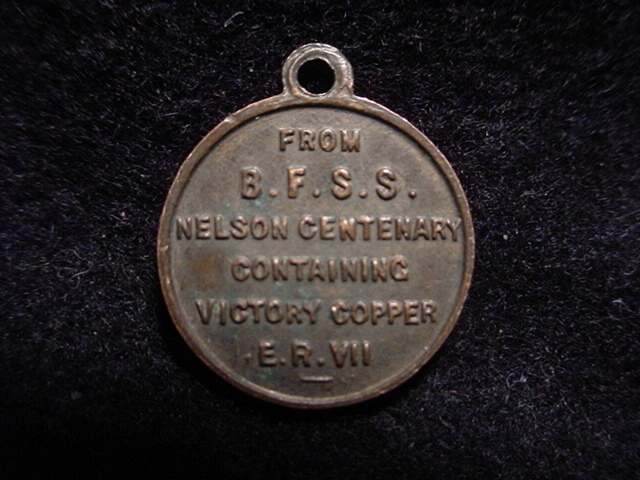 FROM
B.F.S.S.
NELSON CENTENARY
CONTAINING
VICTORY COPPER
E.R.VII